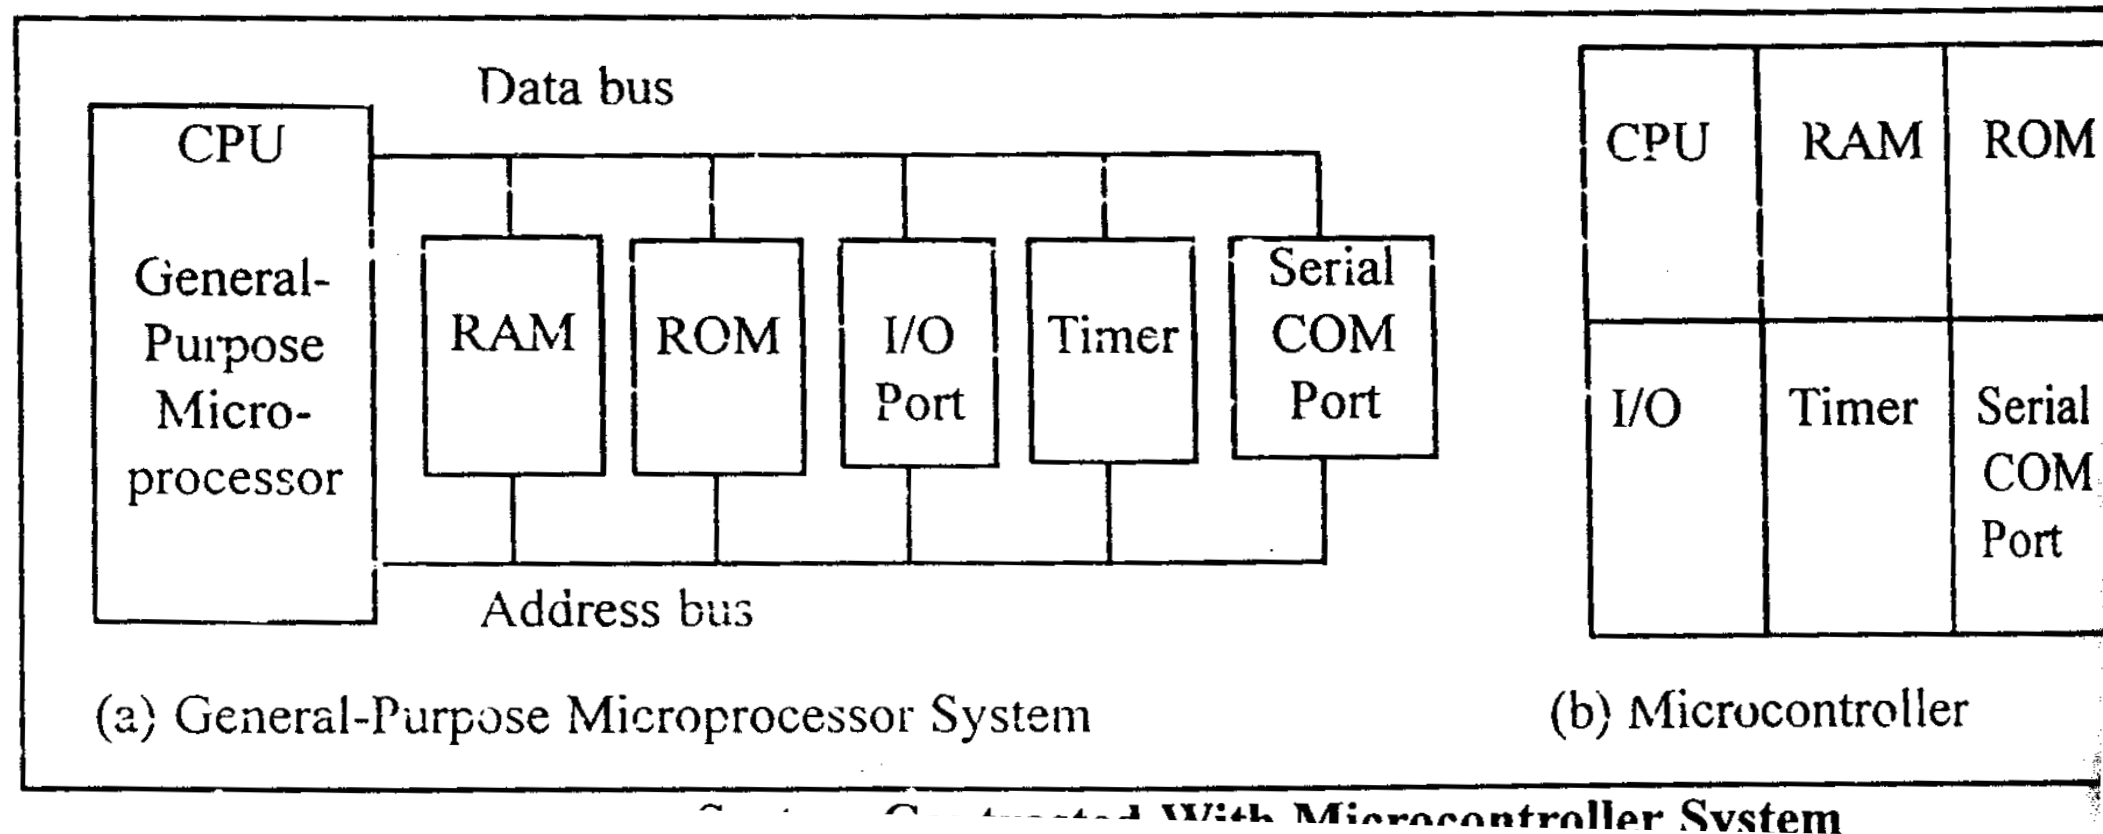 Data bus
CPU
General-
Purpose
Micro-
processor
RAM
ROM
I/O
Port
Timer
Serial
COM
Port
Address bus
(a) General-Purpose Microprocessor System
CPU
RAM
ROM
I/O
Timer
Serial
COM
Port
(b) Microcontroller
Contrasted With Microcontroller System